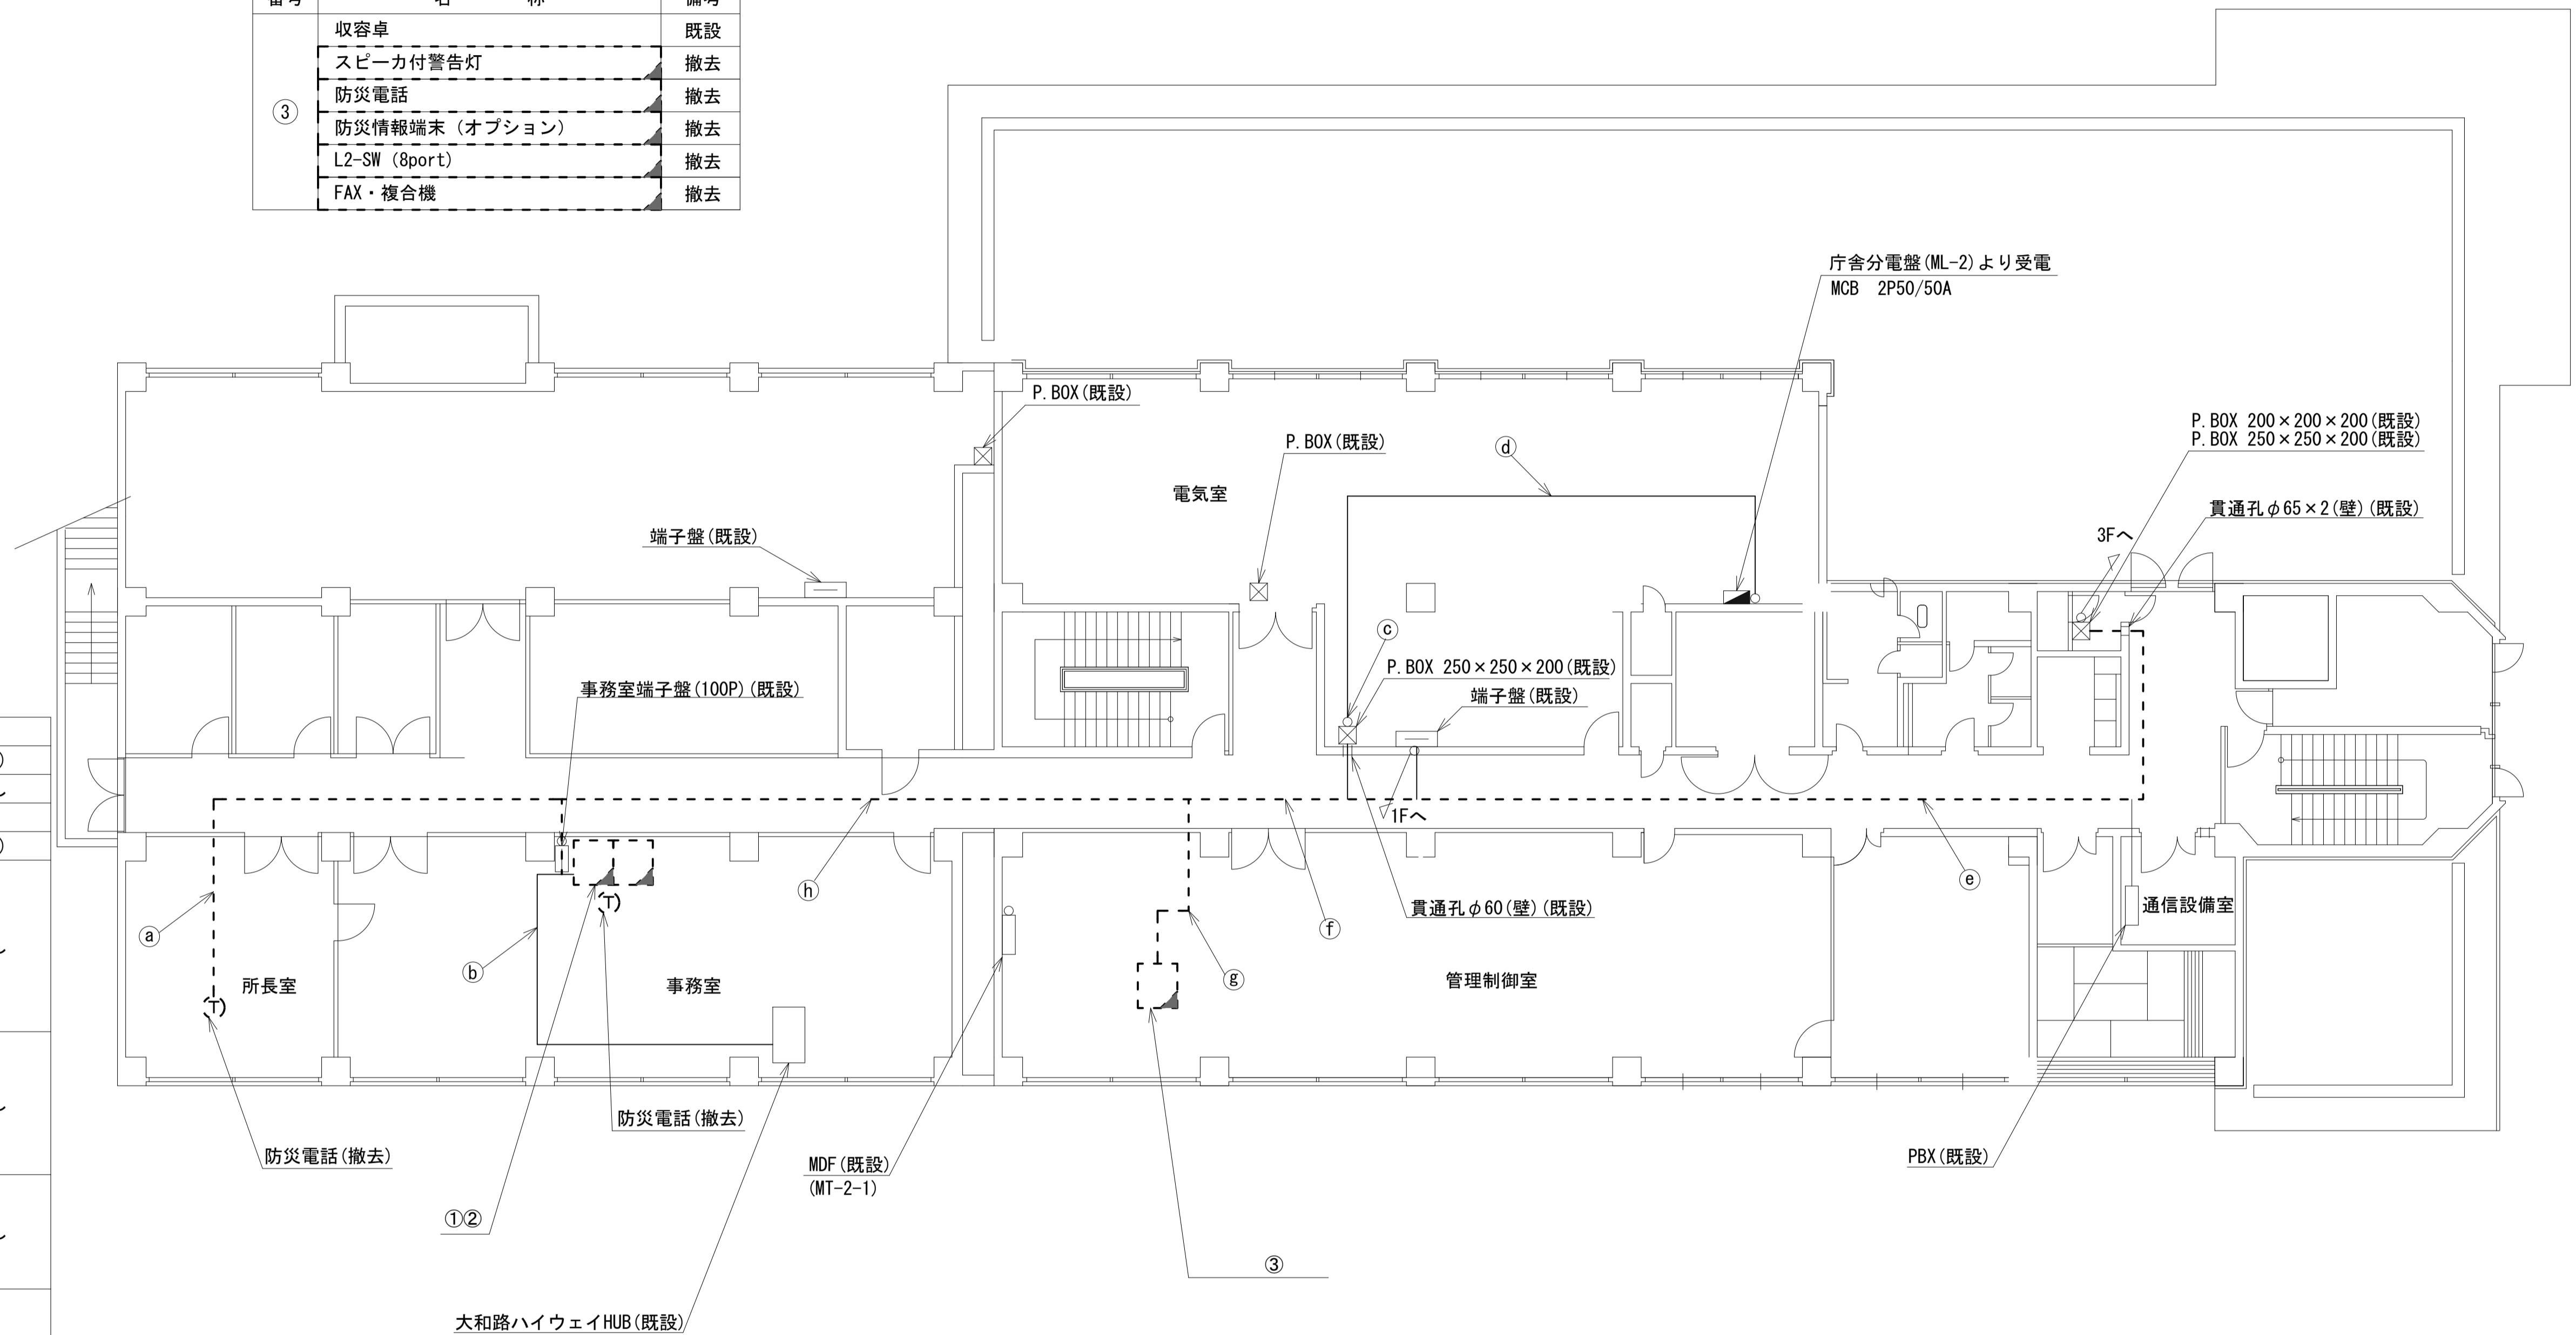 番号 名称 備考
収容卓 既設
スピーカ付警告灯 撤去
防災電話 撤去
③
防災情報端末（オプション） 撤去
L2-SW（8port） 撤去
FAX・複合機 撤去
庁舎分電盤(ML-2)より受電
MCB 2P50/50A
P.BOX(既設)
P.BOX(既設)
ⓓ
P.BOX 200×200×200(既設)
P.BOX 250×250×200(既設)
電気室
貫通孔φ65×2(壁)(既設)
端子盤(既設)
3Fへ
ⓒ
P.BOX 250×250×200(既設)
事務室端子盤(100P)(既設)
端子盤(既設)
1Fへ
ⓗ
ⓔ
T
貫通孔φ60(壁)(既設)
通信設備室
ⓐ
ⓕ
ⓑ
ⓖ
所長室
事務室
管理制御室
T
防災電話(撤去)
防災電話(撤去)
MDF(既設)
(MT-2-1)
PBX(既設)
①②
③
大和路ハイウェイHUB(既設)